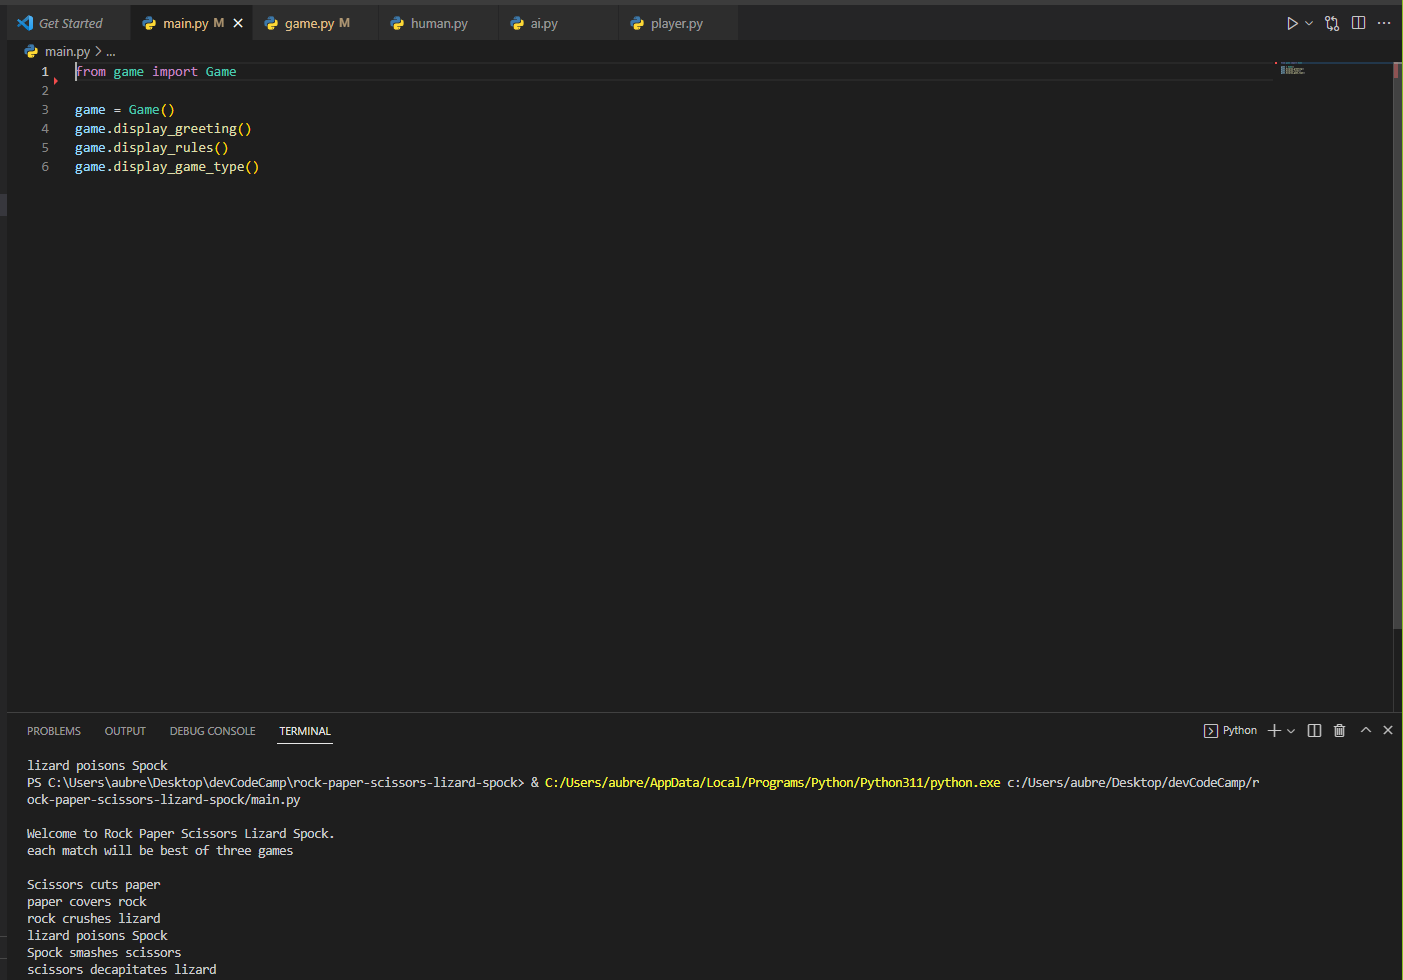 Get Started main.py M game.py M human.py ai.py player.py
main.py > ...
1 from game import Game
2
3 game = Game()
4 game.display_greeting()
5 game.display_rules()
6 game.display_game_type()
PROBLEMS OUTPUT DEBUG CONSOLE TERMINAL Python
lizard poisons Spock
PS C:\Users\aubre\Desktop\devCodeCamp\rock-paper-scissors-lizard-spock> & C:/Users/aubre/AppData/Local/Programs/Python/Python311/python.exe c:/Users/aubre/Desktop/devCodeCamp/r
ock-paper-scissors-lizard-spock/main.py
Welcome to Rock Paper Scissors Lizard Spock.
each match will be best of three games
Scissors cuts paper
paper covers rock
rock crushes lizard
lizard poisons Spock
Spock smashes scissors
scissors decapitates lizard